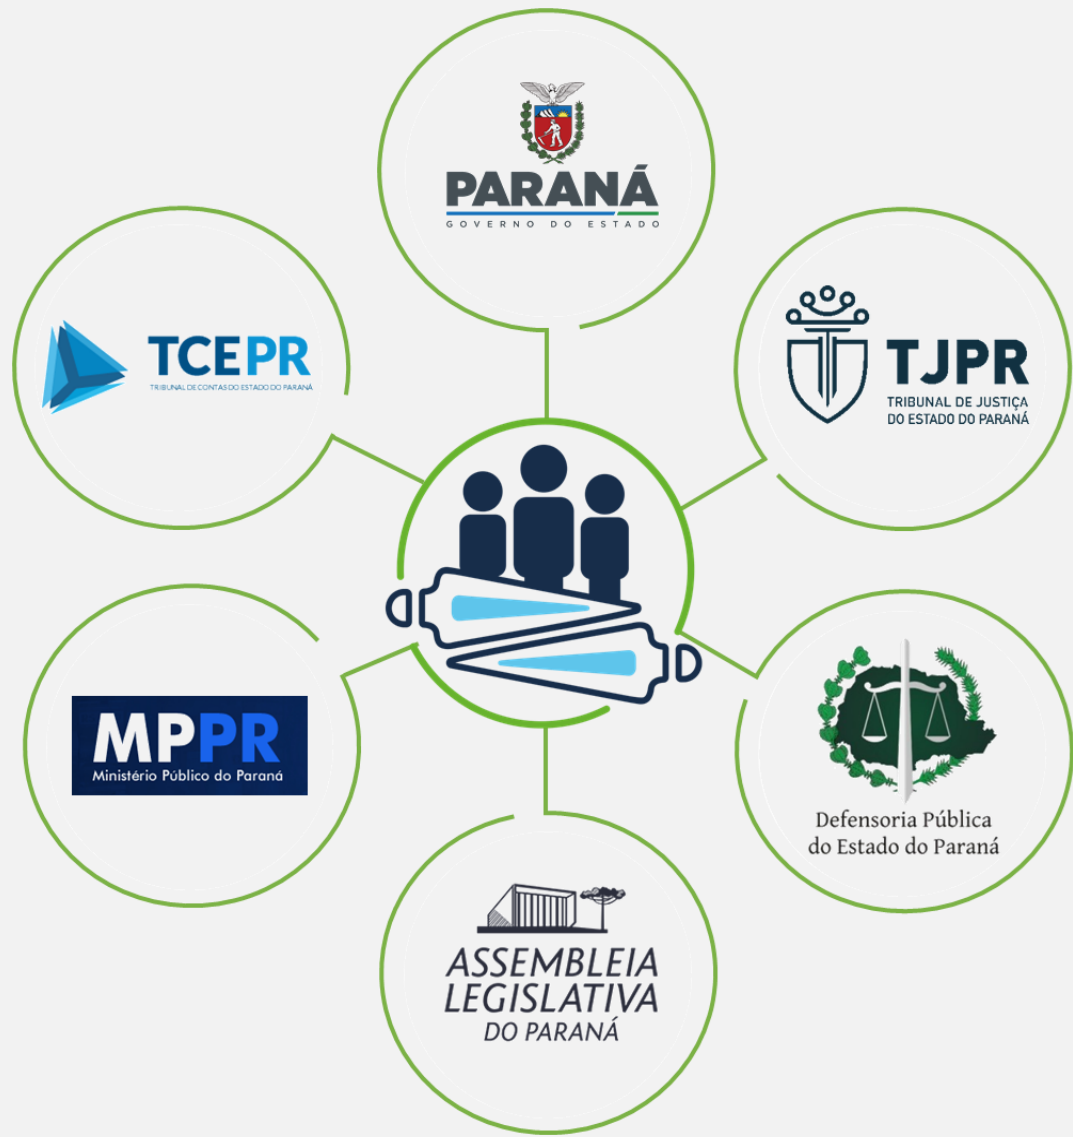 PARANÁ
GOVERNO DO ESTADO
TCEPR
TRIBUNAL DE CONTAS DO ESTADO DO PARANÁ
TJPR
TRIBUNAL DE JUSTIÇA
DO ESTADO DO PARANÁ
MPPR
Ministério Público do Paraná
Defensoria Pública
do Estado do Paraná
ASSEMBLEIA
LEGISLATIVA
DO PARANÁ